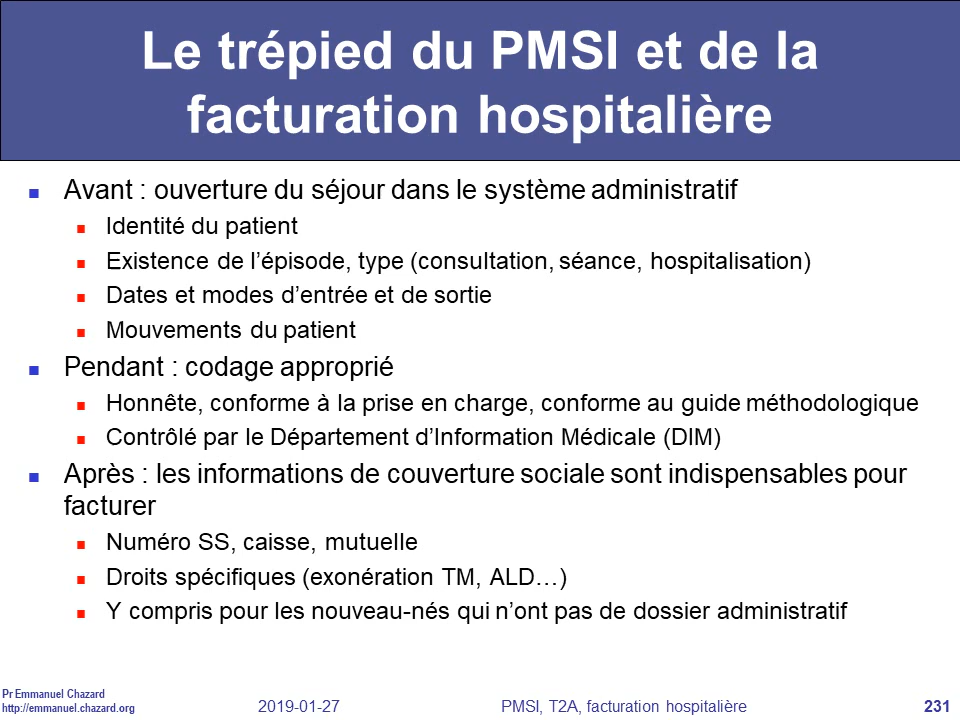 Le trépied du PMSI et de la
facturation hospitalière
Avant : ouverture du séjour dans le système administratif
Identité du patient
Existence de l’épisode, type (consultation, séance, hospitalisation)
Dates et modes d’entrée et de sortie
Mouvements du patient
Pendant : codage approprié
Honnête, conforme à la prise en charge, conforme au guide méthodologique
Contrôlé par le Département d’Information Médicale (DIM)
Après : les informations de couverture sociale sont indispensables pour
facturer
Numéro SS, caisse, mutuelle
Droits spécifiques (exonération TM, ALD…)
Y compris pour les nouveau-nés qui n’ont pas de dossier administratif
Pr Emmanuel Chazard
http://emmanuel.chazard.org
2019-01-27
PMSI, T2A, facturation hospitalière
231